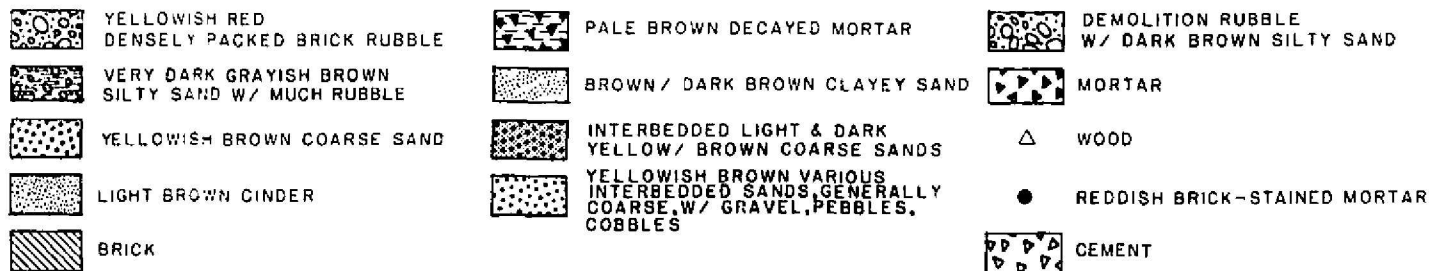 YELLOWISH RED
DENSELY PACKED BRICK RUBBLE
VERY DARK GRAYISH BROWN
SILTY SAND W/ MUCH RUBBLE
YELLOWISH BROWN COARSE SAND
LIGHT BROWN CINDER
BRICK
PALE BROWN DECAYED MORTAR
BROWN/ DARK BROWN CLAYEY SAND
INTERBEDDED LIGHT & DARK
YELLOW/ BROWN COARSE SANDS
YELLOWISH BROWN VARIOUS
INTERBEDDED SANDS, GENERALLY
COARSE, W/ GRAVEL, PEBBLES,
COBBLES
DEMOLITION RUBBLE
W/ DARK BROWN SILTY SAND
MORTAR
WOOD
REDDISH BRICK-STAINED MORTAR
CEMENT